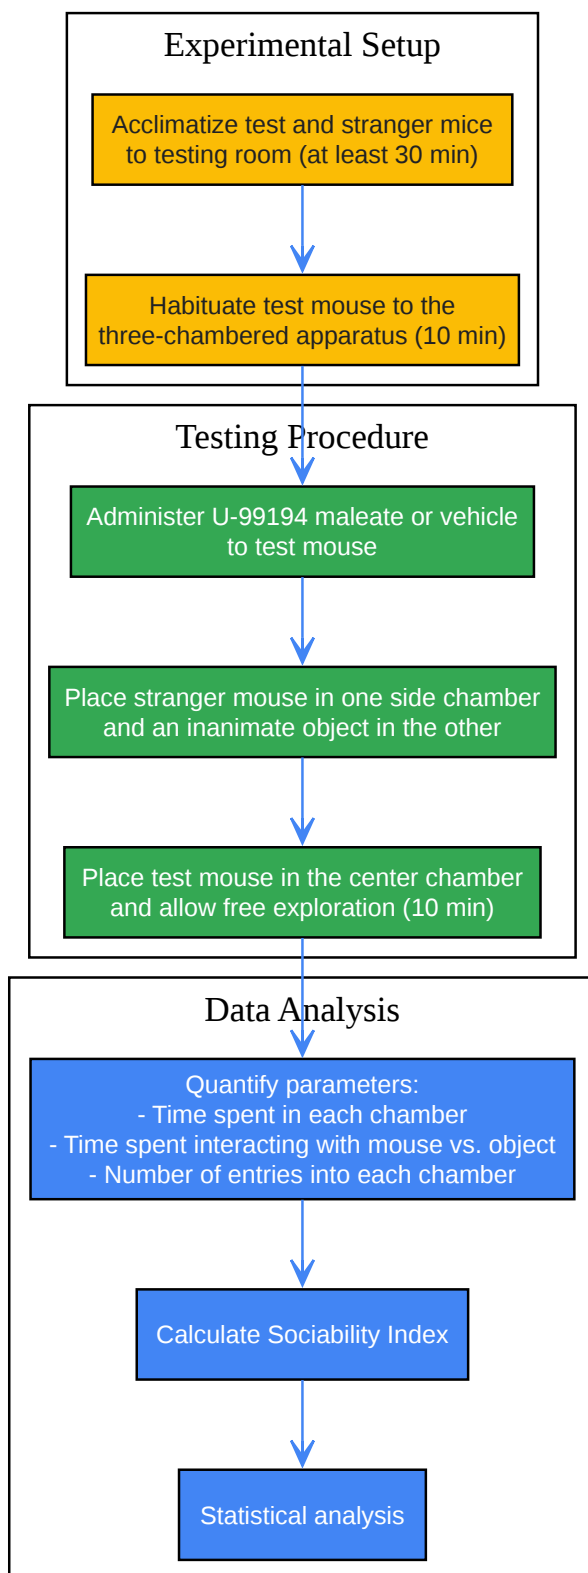 Experimental Setup
Acclimatize test and stranger mice
to testing room (at least 30 min)
Habituate test mouse to the
three-chambered apparatus (10 min)
Testing Procedure
Administer U-99194 maleate or vehicle
to test mouse
Place stranger mouse in one side chamber
and an inanimate object in the other
Place test mouse in the center chamber
and allow free exploration (10 min)
Data Analysis
Quantify parameters:
- Time spent in each chamber
- Time spent interacting with mouse vs. object
- Number of entries into each chamber
Calculate Sociability Index
Statistical analysis